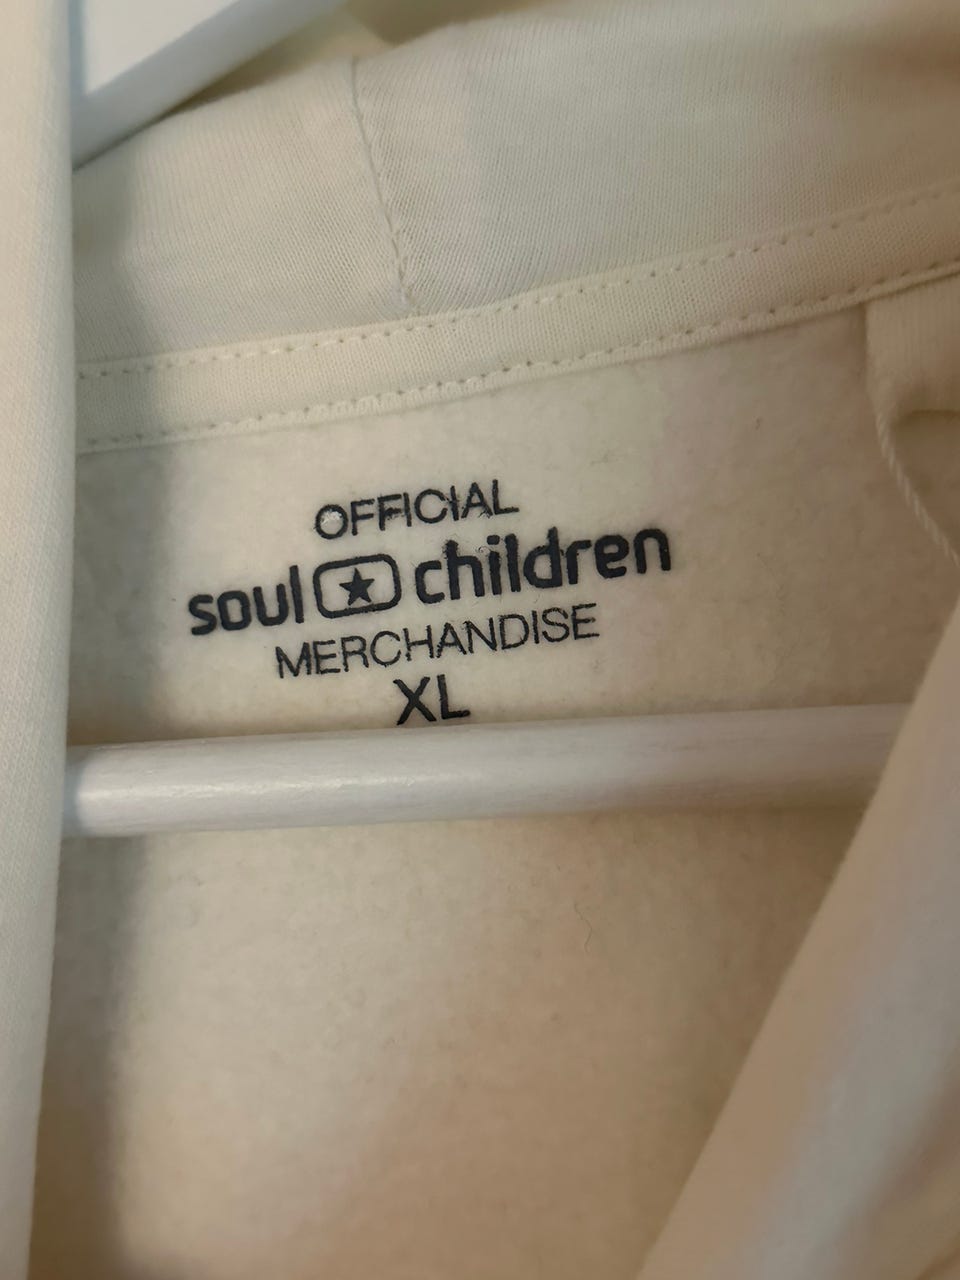 OFFICIAL
soul children
MERCHANDISE
XL